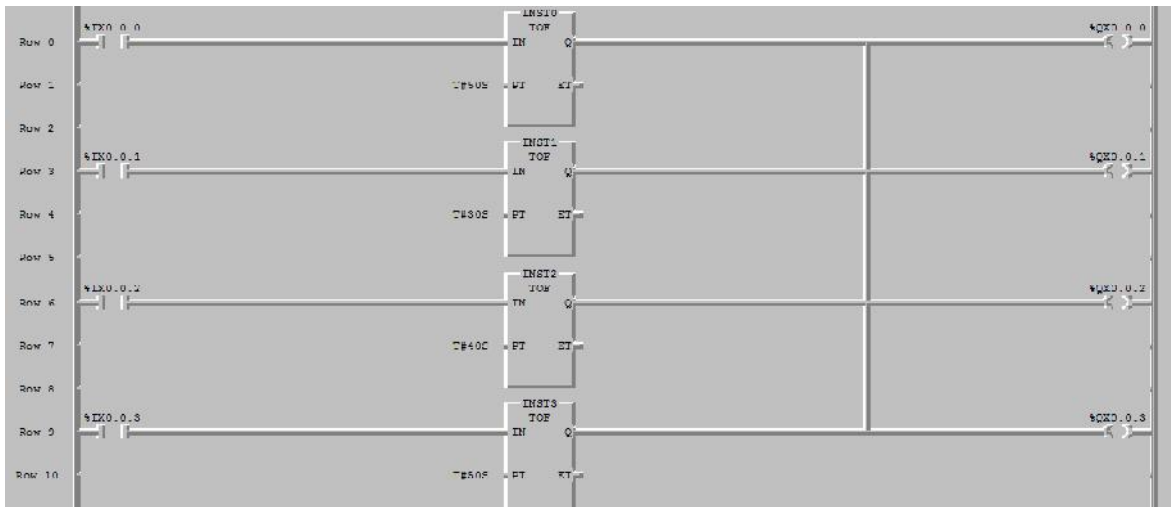 INST0
%IX0.0.0 TOF %QX0.0.0
Row 0 IN Q
Row 1 PT ET
Row 2
INST1
%IX0.0.1 TOF %QX0.0.1
Row 3 IN Q
Row 4 T#30S PT ET
Row 5
INST2
%IX0.0.2 TOF %QX0.0.2
Row 6 IN Q
Row 7 T#40S PT ET
Row 8
INST3
%IX0.0.3 TOF %QX0.0.3
Row 9 IN Q
Row 10 PT ET